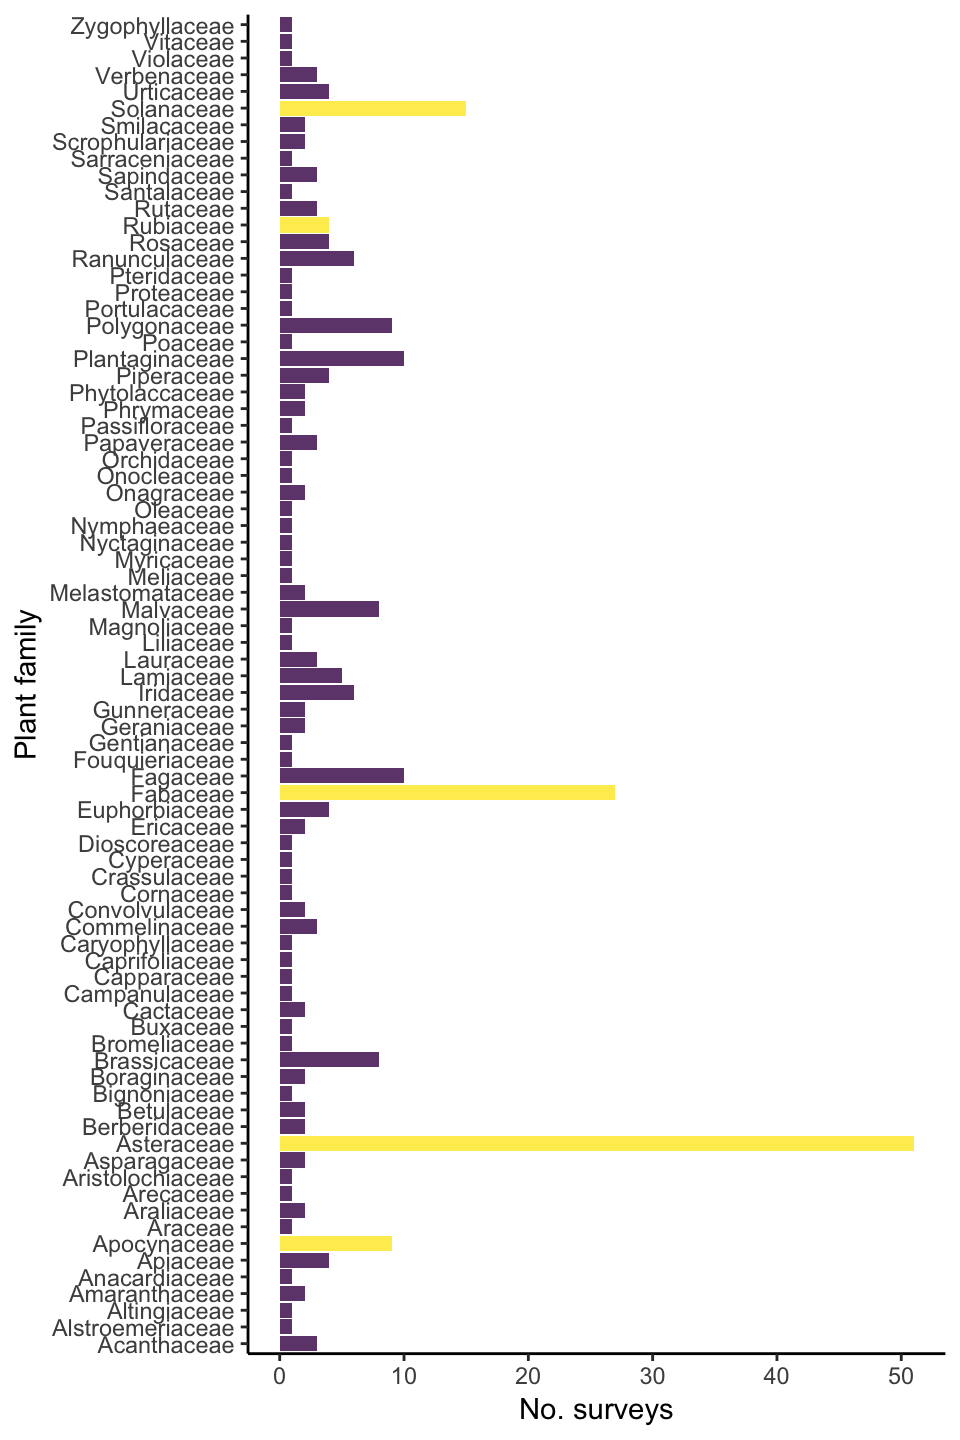 Zygophyllaceae
Vitaceae
Violaceae
Verbenaceae
Urticaceae
Solanaceae
Smilacaceae
Scrophulariaceae
Sarraceniaceae
Sapindaceae
Santalaceae
Rutaceae
Rubiaceae
Rosaceae
Ranunculaceae
Pteridaceae
Proteaceae
Portulacaceae
Polygonaceae
Poaceae
Plantaginaceae
Piperaceae
Phytolaccaceae
Phrymaceae
Passifloraceae
Papaveraceae
Orchidaceae
Onocleaceae
Onagraceae
Oleaceae
Nymphaeaceae
Nyctaginaceae
Myricaceae
Meliaceae
Melastomataceae
Malvaceae
Magnoliaceae
Liliaceae
Lauraceae
Lamiaceae
Iridaceae
Gunneraceae
Geraniaceae
Gentianaceae
Fouquieriaceae
Fagaceae
Fabaceae
Euphorbiaceae
Ericaceae
Dioscoreaceae
Cyperaceae
Crassulaceae
Cornaceae
Convolvulaceae
Commelinaceae
Caryophyllaceae
Caprifoliaceae
Capparaceae
Campanulaceae
Cactaceae
Buxaceae
Bromeliaceae
Brassicaceae
Boraginaceae
Bignoniaceae
Betulaceae
Berberidaceae
Asteraceae
Asparagaceae
Aristolochiaceae
Arecaceae
Araliaceae
Araceae
Apocynaceae
Apiaceae
Anacardiaceae
Amaranthaceae
Altingiaceae
Alstroemeriaceae
Acanthaceae
Plant family
0 10 20 30 40 50
No. surveys